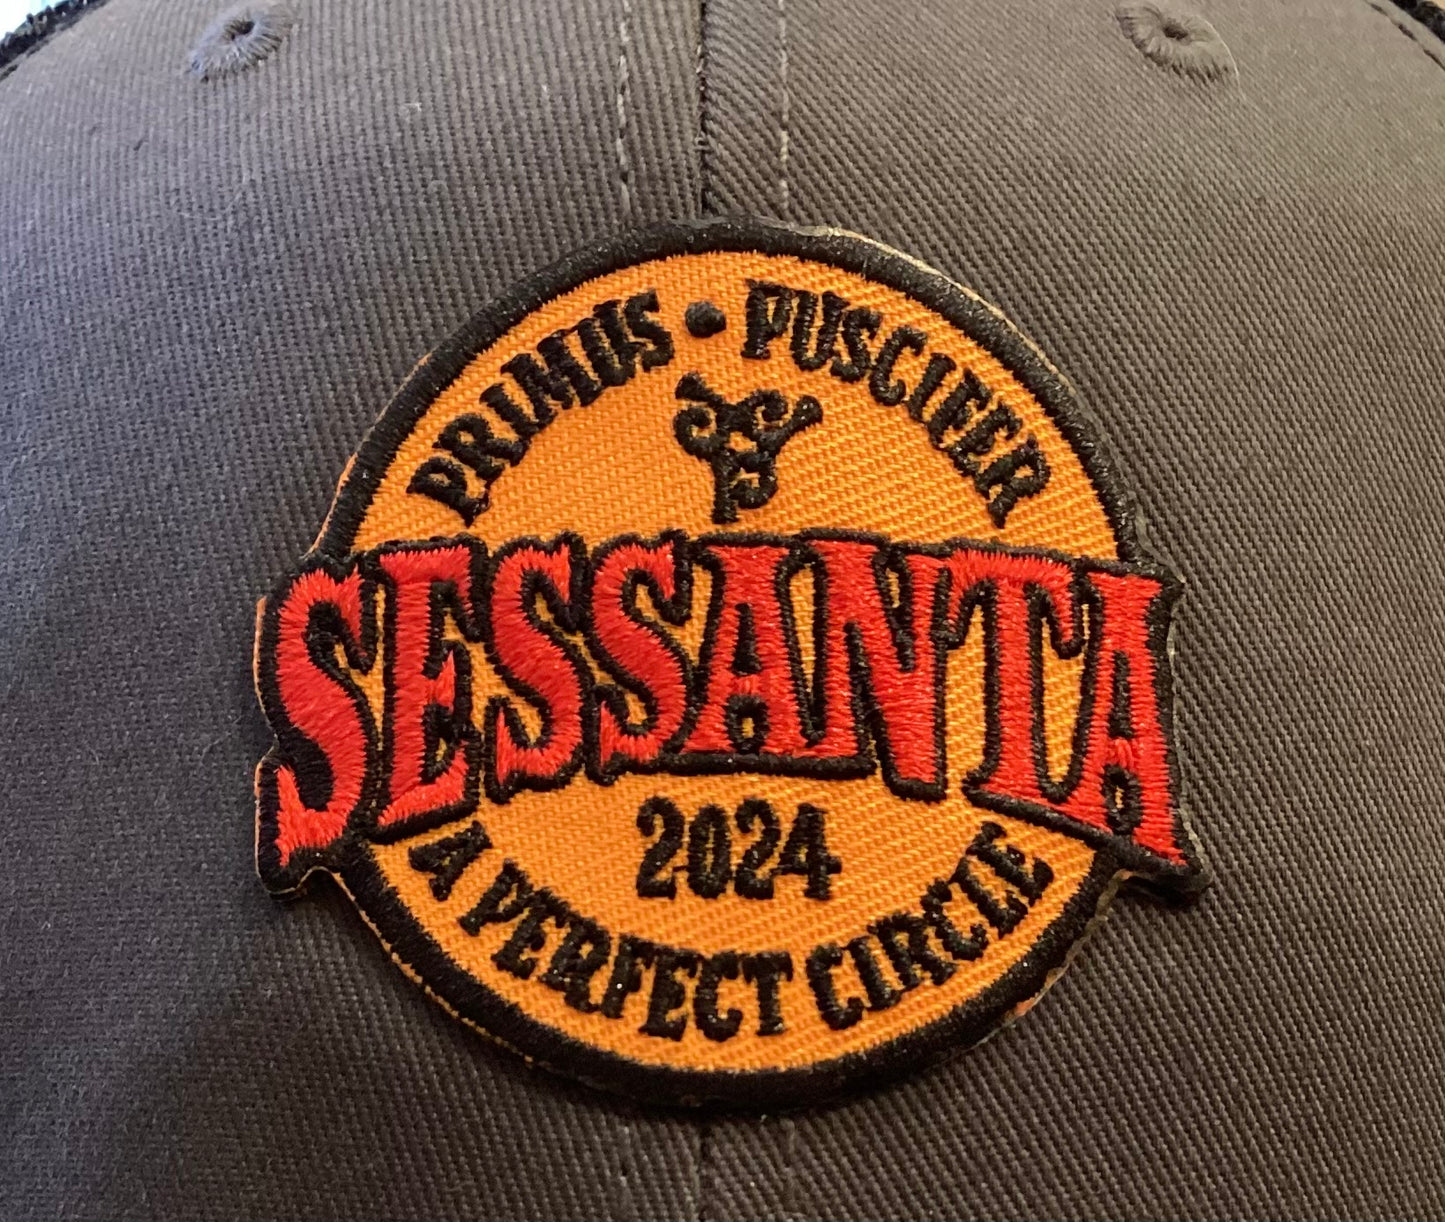 PRIMUS • PUSCIFER
SESSANTA
2024
A PERFECT CIRCLE